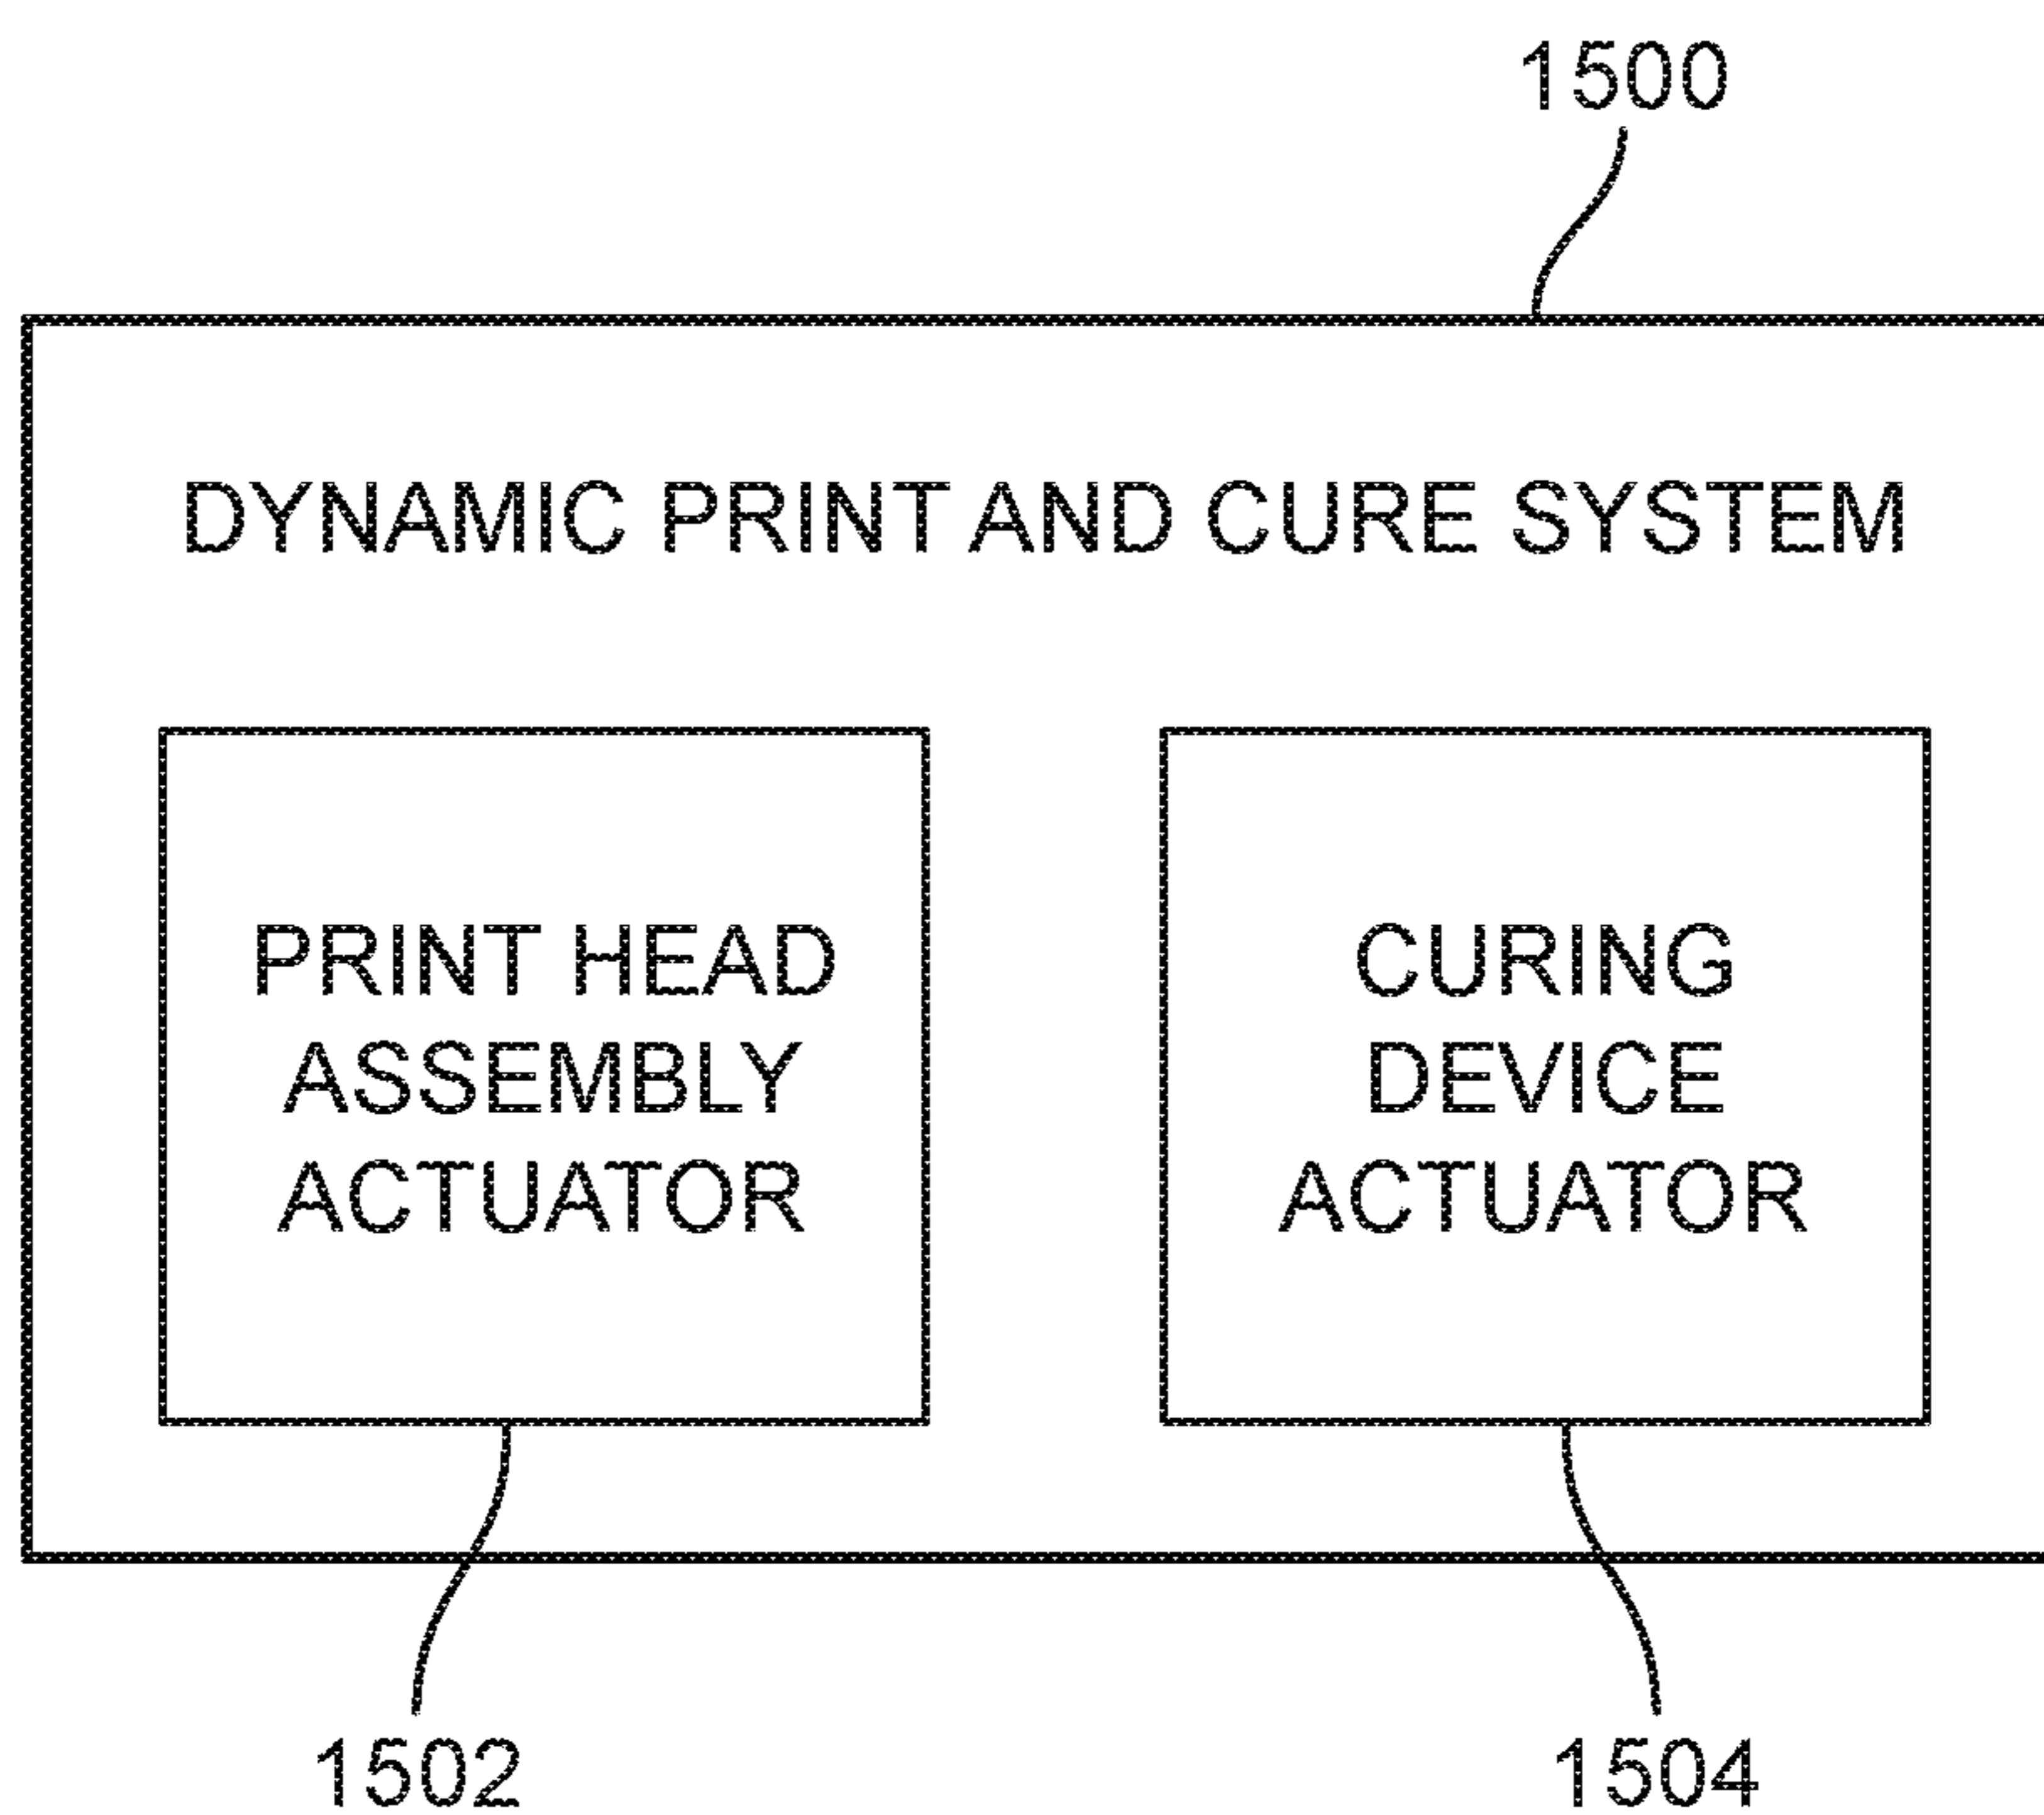 1500
DYNAMIC PRINT AND CURE SYSTEM
PRINT HEAD
ASSEMBLY
ACTUATOR
CURING
DEVICE
ACTUATOR
1502
1504